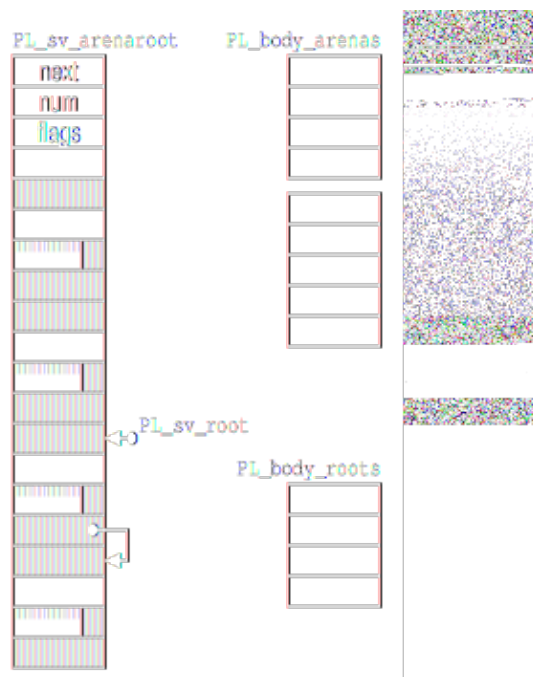 PL_sv_arenaroot
PL_body_arenas
next
num
flags
PL_sv_root
PL_body_roots